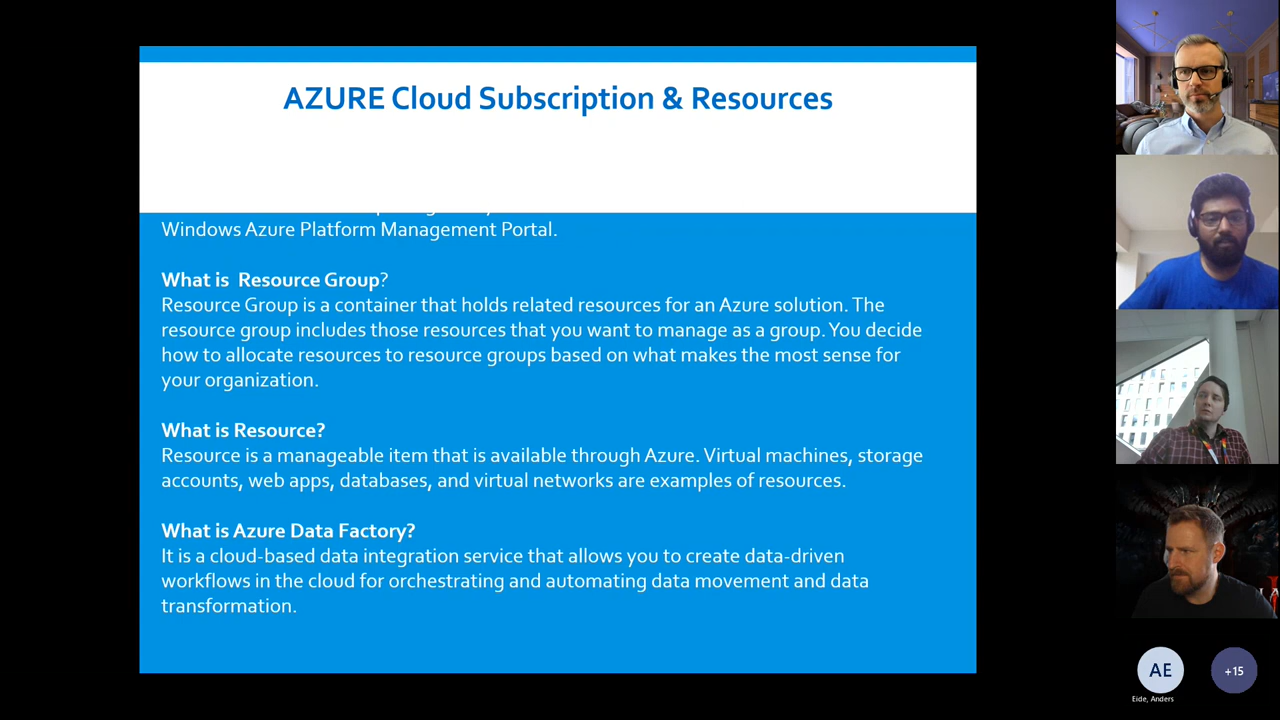 AZURE Cloud Subscription & Resources
Windows Azure Platform Management Portal.
What is  Resource Group?
Resource Group is a container that holds related resources for an Azure solution. The
resource group includes those resources that you want to manage as a group. You decide
how to allocate resources to resource groups based on what makes the most sense for
your organization.
What is Resource?
Resource is a manageable item that is available through Azure. Virtual machines, storage
accounts, web apps, databases, and virtual networks are examples of resources.
What is Azure Data Factory?
It is a cloud-based data integration service that allows you to create data-driven
workflows in the cloud for orchestrating and automating data movement and data
transformation.
AE
+15
Eide, Anders